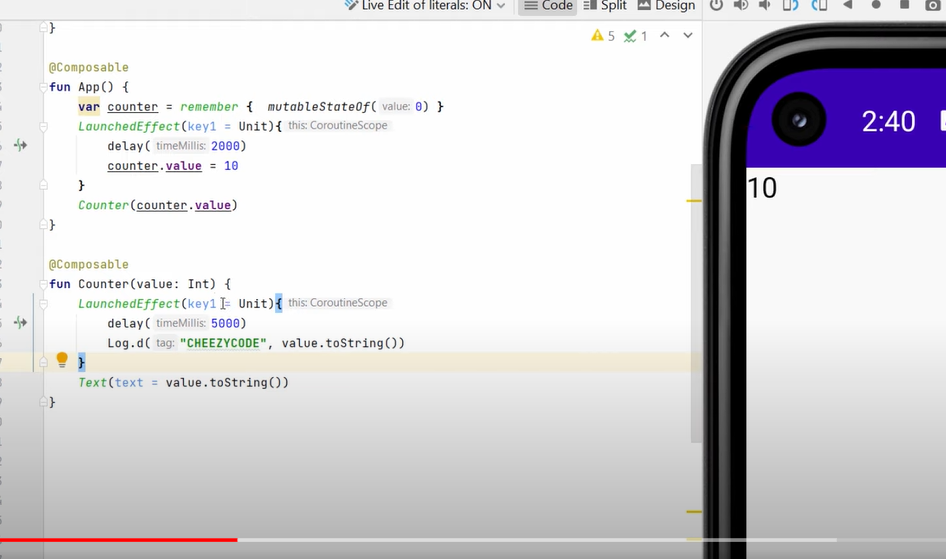 Live Edit of literals: ON Code Split Design
5 1
}
@Composable
fun App() {
var counter = remember { mutableStateOf( value: 0) }
LaunchedEffect(key1 = Unit){ this: CoroutineScope
delay( timeMillis: 2000)
counter.value = 10
}
Counter(counter.value)
}
@Composable
fun Counter(value: Int) {
LaunchedEffect(key1 = Unit){ this: CoroutineScope
delay( timeMillis: 5000)
Log.d( tag: "CHEEZYCODE", value.toString())
}
Text(text = value.toString())
}
2:40
10